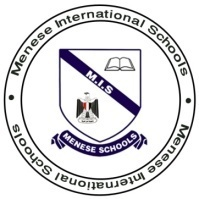 Menese International Schools
M.I.S
MENESE SCHOOLS
Menese International Schools